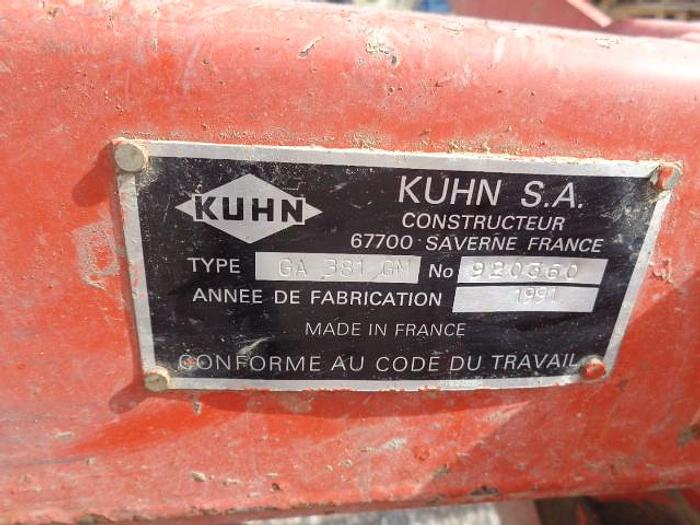 KUHN
KUHN S.A.
CONSTRUCTEUR
67700 SAVERNE FRANCE
TYPE GA 381 GM No 920360
ANNEE DE FABRICATION 1991
MADE IN FRANCE
CONFORME AU CODE DU TRAVAIL